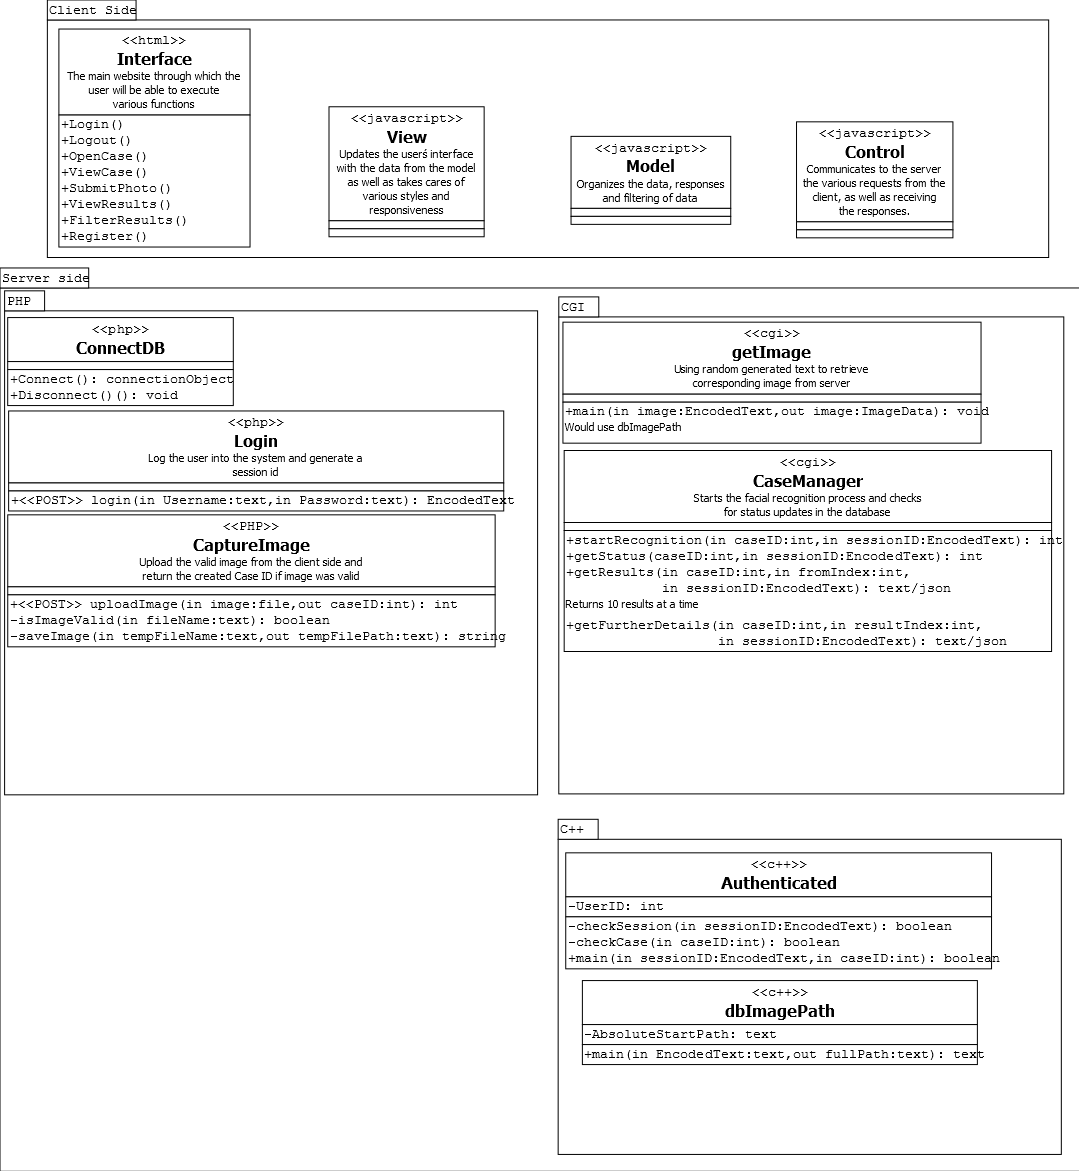 Client Side
<<html>>
Interface
The main website through which the
user will be able to execute
various functions
+Login()
+Logout()
+OpenCase()
+ViewCase()
+SubmitPhoto()
+ViewResults()
+FilterResults()
+Register()
<<javascript>>
View
Updates the userś interface
with the data from the model
as well as takes cares of
various styles and
responsiveness
<<javascript>>
Model
Organizes the data, responses
and filtering of data
<<javascript>>
Control
Communicates to the server
the various requests from the
client, as well as receiving
the responses.
Server side
PHP
<<php>>
ConnectDB
+Connect(): connectionObject
+Disconnect()(): void
<<php>>
Login
Log the user into the system and generate a
session id
+<<POST>> login(in Username:text,in Password:text): EncodedText
<<PHP>>
CaptureImage
Upload the valid image from the client side and
return the created Case ID if image was valid
+<<POST>> uploadImage(in image:file,out caseID:int): int
-isImageValid(in fileName:text): boolean
-saveImage(in tempFileName:text,out tempFilePath:text): string
CGI
<<cgi>>
getImage
Using random generated text to retrieve
corresponding image from server
+main(in image:EncodedText,out image:ImageData): void
Would use dbImagePath
<<cgi>>
CaseManager
Starts the facial recognition process and checks
for status updates in the database
+startRecognition(in caseID:int,in sessionID:EncodedText): int
+getStatus(caseID:int,in sessionID:EncodedText): int
+getResults(in caseID:int,in fromIndex:int,
in sessionID:EncodedText): text/json
Returns 10 results at a time
+getFurtherDetails(in caseID:int,in resultIndex:int,
in sessionID:EncodedText): text/json
C++
<<c++>>
Authenticated
-UserID: int
-checkSession(in sessionID:EncodedText): boolean
-checkCase(in caseID:int): boolean
+main(in sessionID:EncodedText,in caseID:int): boolean
<<c++>>
dbImagePath
-AbsoluteStartPath: text
+main(in EncodedText:text,out fullPath:text): text